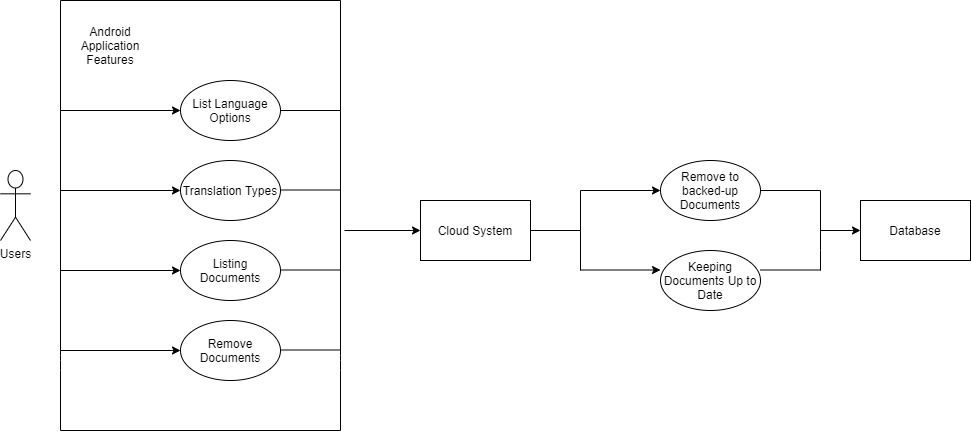 Android
Application
Features
List Language
Options
Translation Types
Listing
Documents
Remove
Documents
Users
Cloud System
Remove to
backed-up
Documents
Keeping
Documents Up to
Date
Database